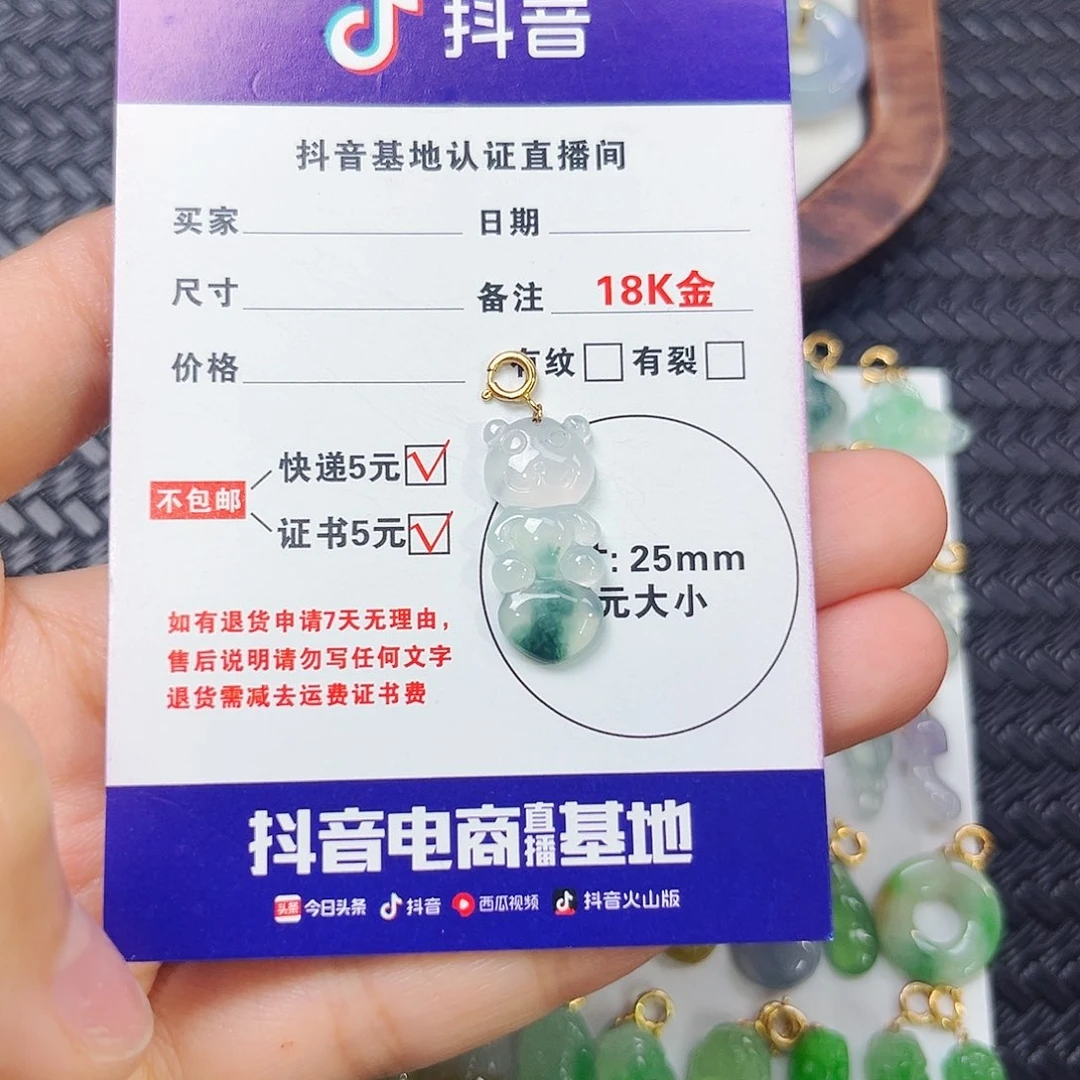 抖音
抖音基地认证直播间
买家 日期
尺寸 备注 18K金
价格 纹 有裂
快递5元
不包邮
证书5元
: 25mm
元大小
如有退货申请7天无理由，
售后说明请勿写任何文字
退货需减去运费证书费
抖音电商直播基地
头条 今日头条 抖音 西瓜视频 抖音火山版